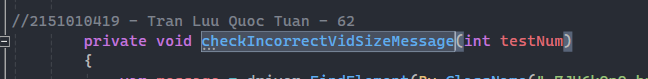 //2151010419 - Tran Luu Quoc Tuan - 62
private void checkIncorrectVidSizeMessage(int testNum)
{